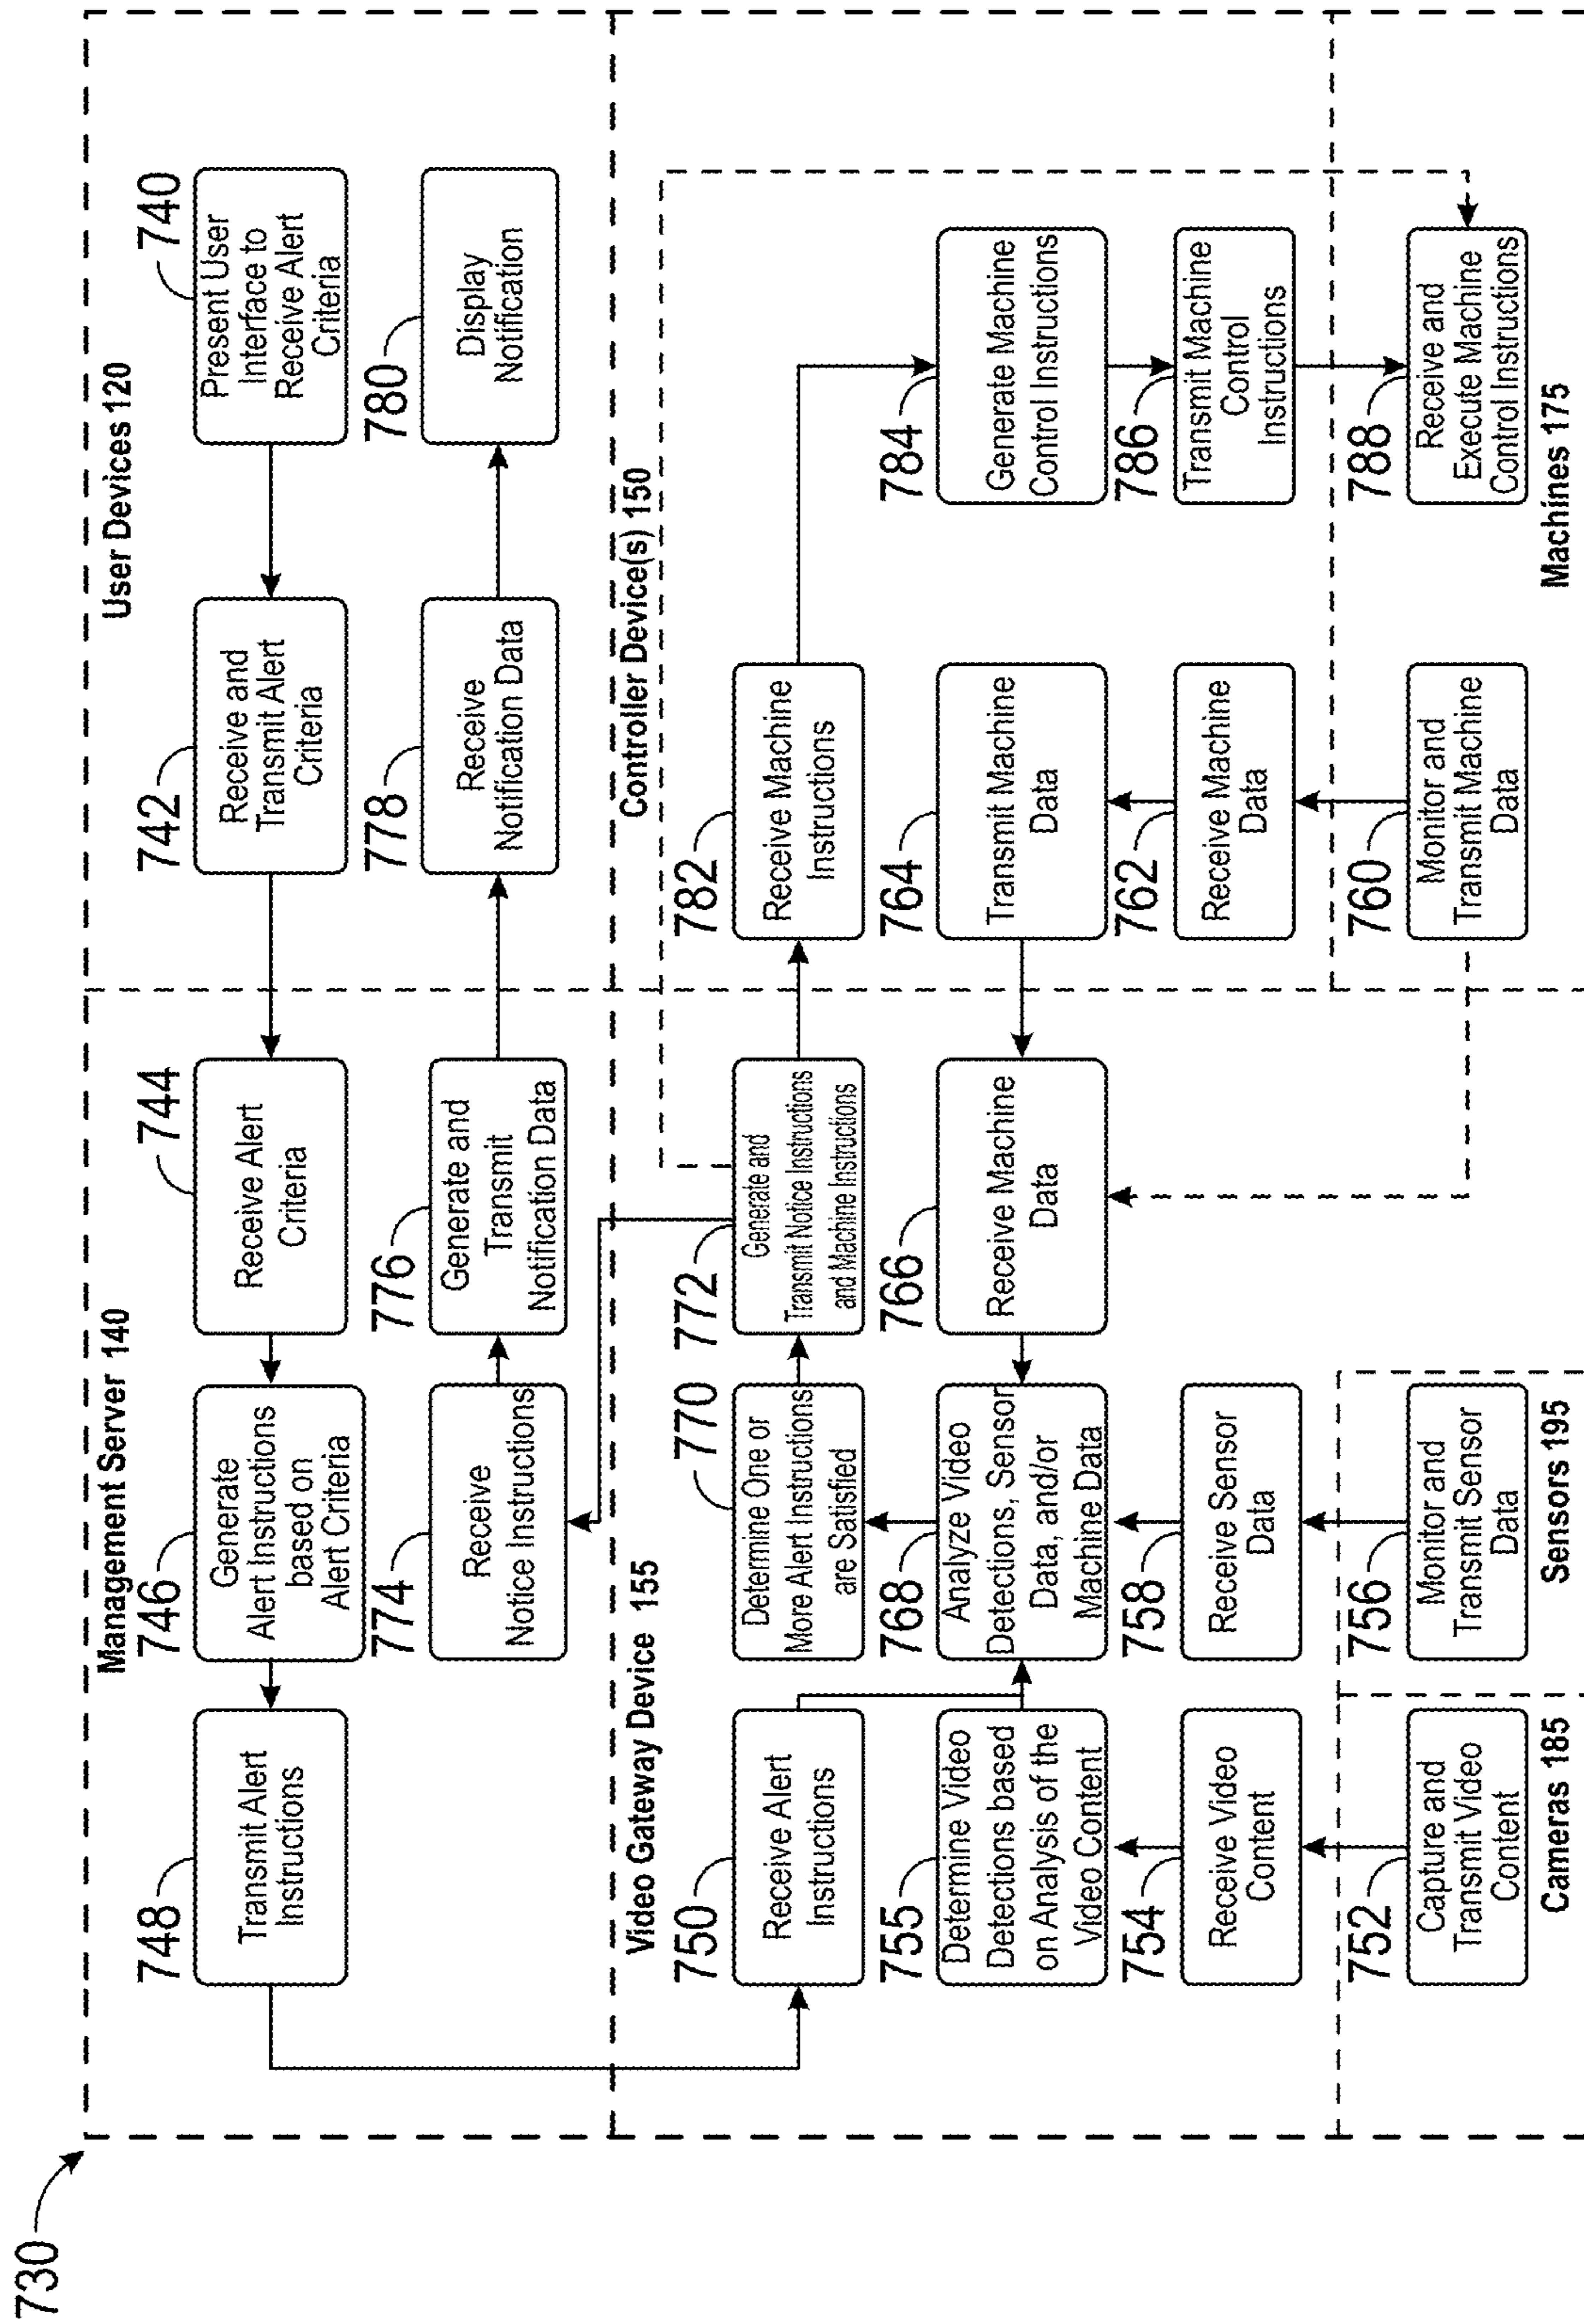 730
Management Server 140
User Devices 120
748
Transmit Alert
Instructions
746
Generate
Alert Instructions
based on
Alert Criteria
744
Receive Alert
Criteria
742
Receive and
Transmit Alert
Criteria
740
Present User
Interface to
Receive Alert
Criteria
774
Receive
Notice Instructions
776
Generate and
Transmit
Notification Data
778
Receive
Notification Data
780
Display
Notification
Video Gateway Device 155
Controller Device(s) 150
750
Receive Alert
Instructions
770
Determine One or
More Alert Instructions
are Satisfied
772
Generate and
Transmit Notice Instructions
and Machine Instructions
782
Receive Machine
Instructions
755
Determine Video
Detections based
on Analysis of the
Video Content
768
Analyze Video
Detections, Sensor
Data, and/or
Machine Data
766
Receive Machine
Data
764
Transmit Machine
Data
784
Generate Machine
Control Instructions
754
Receive Video
Content
758
Receive Sensor
Data
762
Receive Machine
Data
786
Transmit Machine
Control
Instructions
752
Capture and
Transmit Video
Content
756
Monitor and
Transmit Sensor
Data
760
Monitor and
Transmit Machine
Data
788
Receive and
Execute Machine
Control Instructions
Cameras 185
Sensors 195
Machines 175